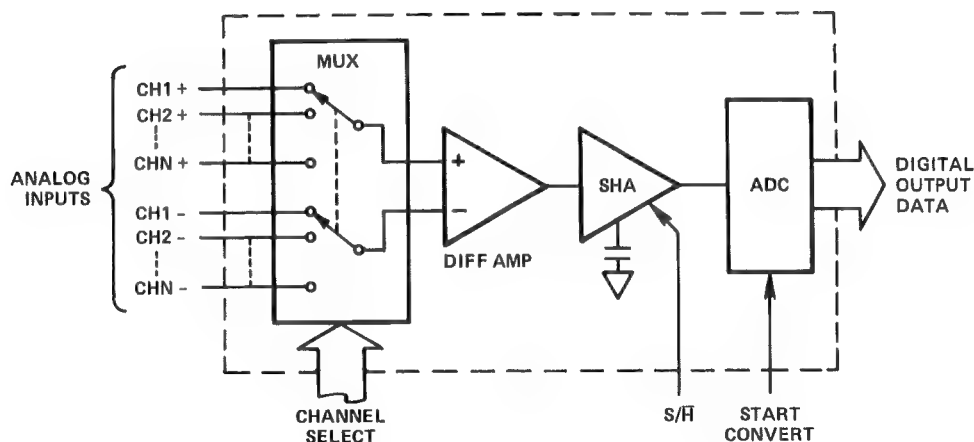 MUX
CH1 +
CH2 +
CHN +
ANALOG
INPUTS
CH1 -
CH2 -
CHN -
+
-
DIFF AMP
SHA
ADC
DIGITAL
OUTPUT
DATA
CHANNEL
SELECT
S/H̅
START
CONVERT